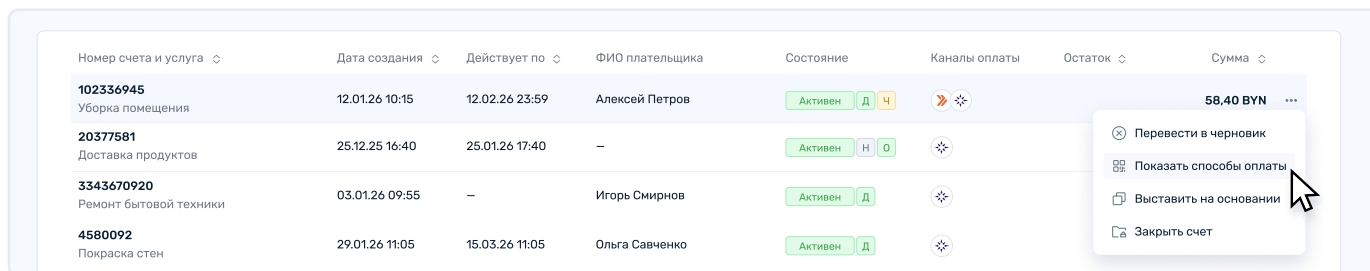 Номер счета и услуга Дата создания Действует по ФИО плательщика Состояние Каналы оплаты Остаток Сумма
102336945
Уборка помещения
12.01.26 10:15 12.02.26 23:59 Алексей Петров Активен Д Ч 58,40 BYN
20377581
Доставка продуктов
25.12.25 16:40 25.01.26 17:40 — Активен Н О
3343670920
Ремонт бытовой техники
03.01.26 09:55 — Игорь Смирнов Активен Д
4580092
Покраска стен
29.01.26 11:05 15.03.26 11:05 Ольга Савченко Активен Д
Перевести в черновик
Показать способы оплаты
Выставить на основании
Закрыть счет